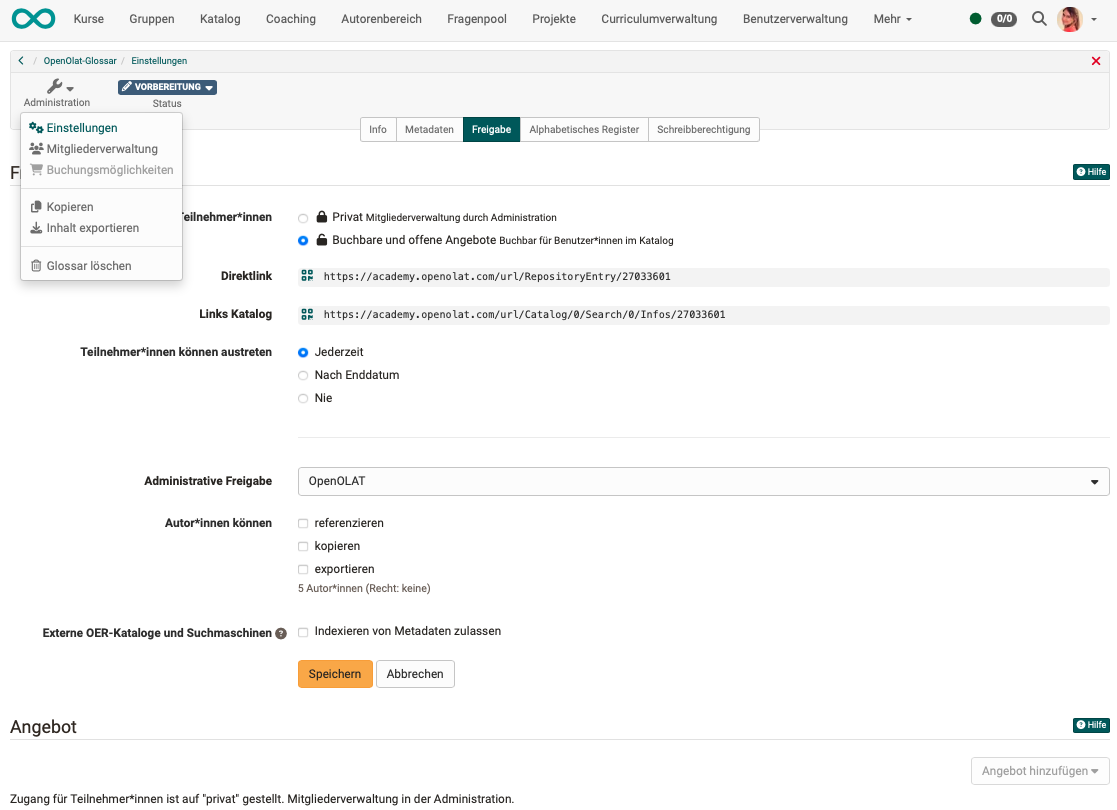 Kurse Gruppen Katalog Coaching Autorenbereich Fragenpool Projekte Curriculumverwaltung Benutzerverwaltung Mehr 0/0
/ OpenOlat-Glossar / Einstellungen
VORBEREITUNG
Administration Status
Einstellungen
Mitgliederverwaltung
Buchungsmöglichkeiten
Kopieren
Inhalt exportieren
Glossar löschen
Info Metadaten Freigabe Alphabetisches Register Schreibberechtigung
F
Hilfe
Teilnehmer*innen Privat Mitgliederverwaltung durch Administration
Buchbare und offene Angebote Buchbar für Benutzer*innen im Katalog
Direktlink https://academy.openolat.com/url/RepositoryEntry/27033601
Links Katalog https://academy.openolat.com/url/Catalog/0/Search/0/Infos/27033601
Teilnehmer*innen können austreten Jederzeit
Nach Enddatum
Nie
Administrative Freigabe OpenOLAT
Autor*innen können referenzieren
kopieren
exportieren
5 Autor*innen (Recht: keine)
Externe OER-Kataloge und Suchmaschinen ? Indexieren von Metadaten zulassen
Speichern Abbrechen
Angebot Hilfe
Angebot hinzufügen
Zugang für Teilnehmer*innen ist auf "privat" gestellt. Mitgliederverwaltung in der Administration.